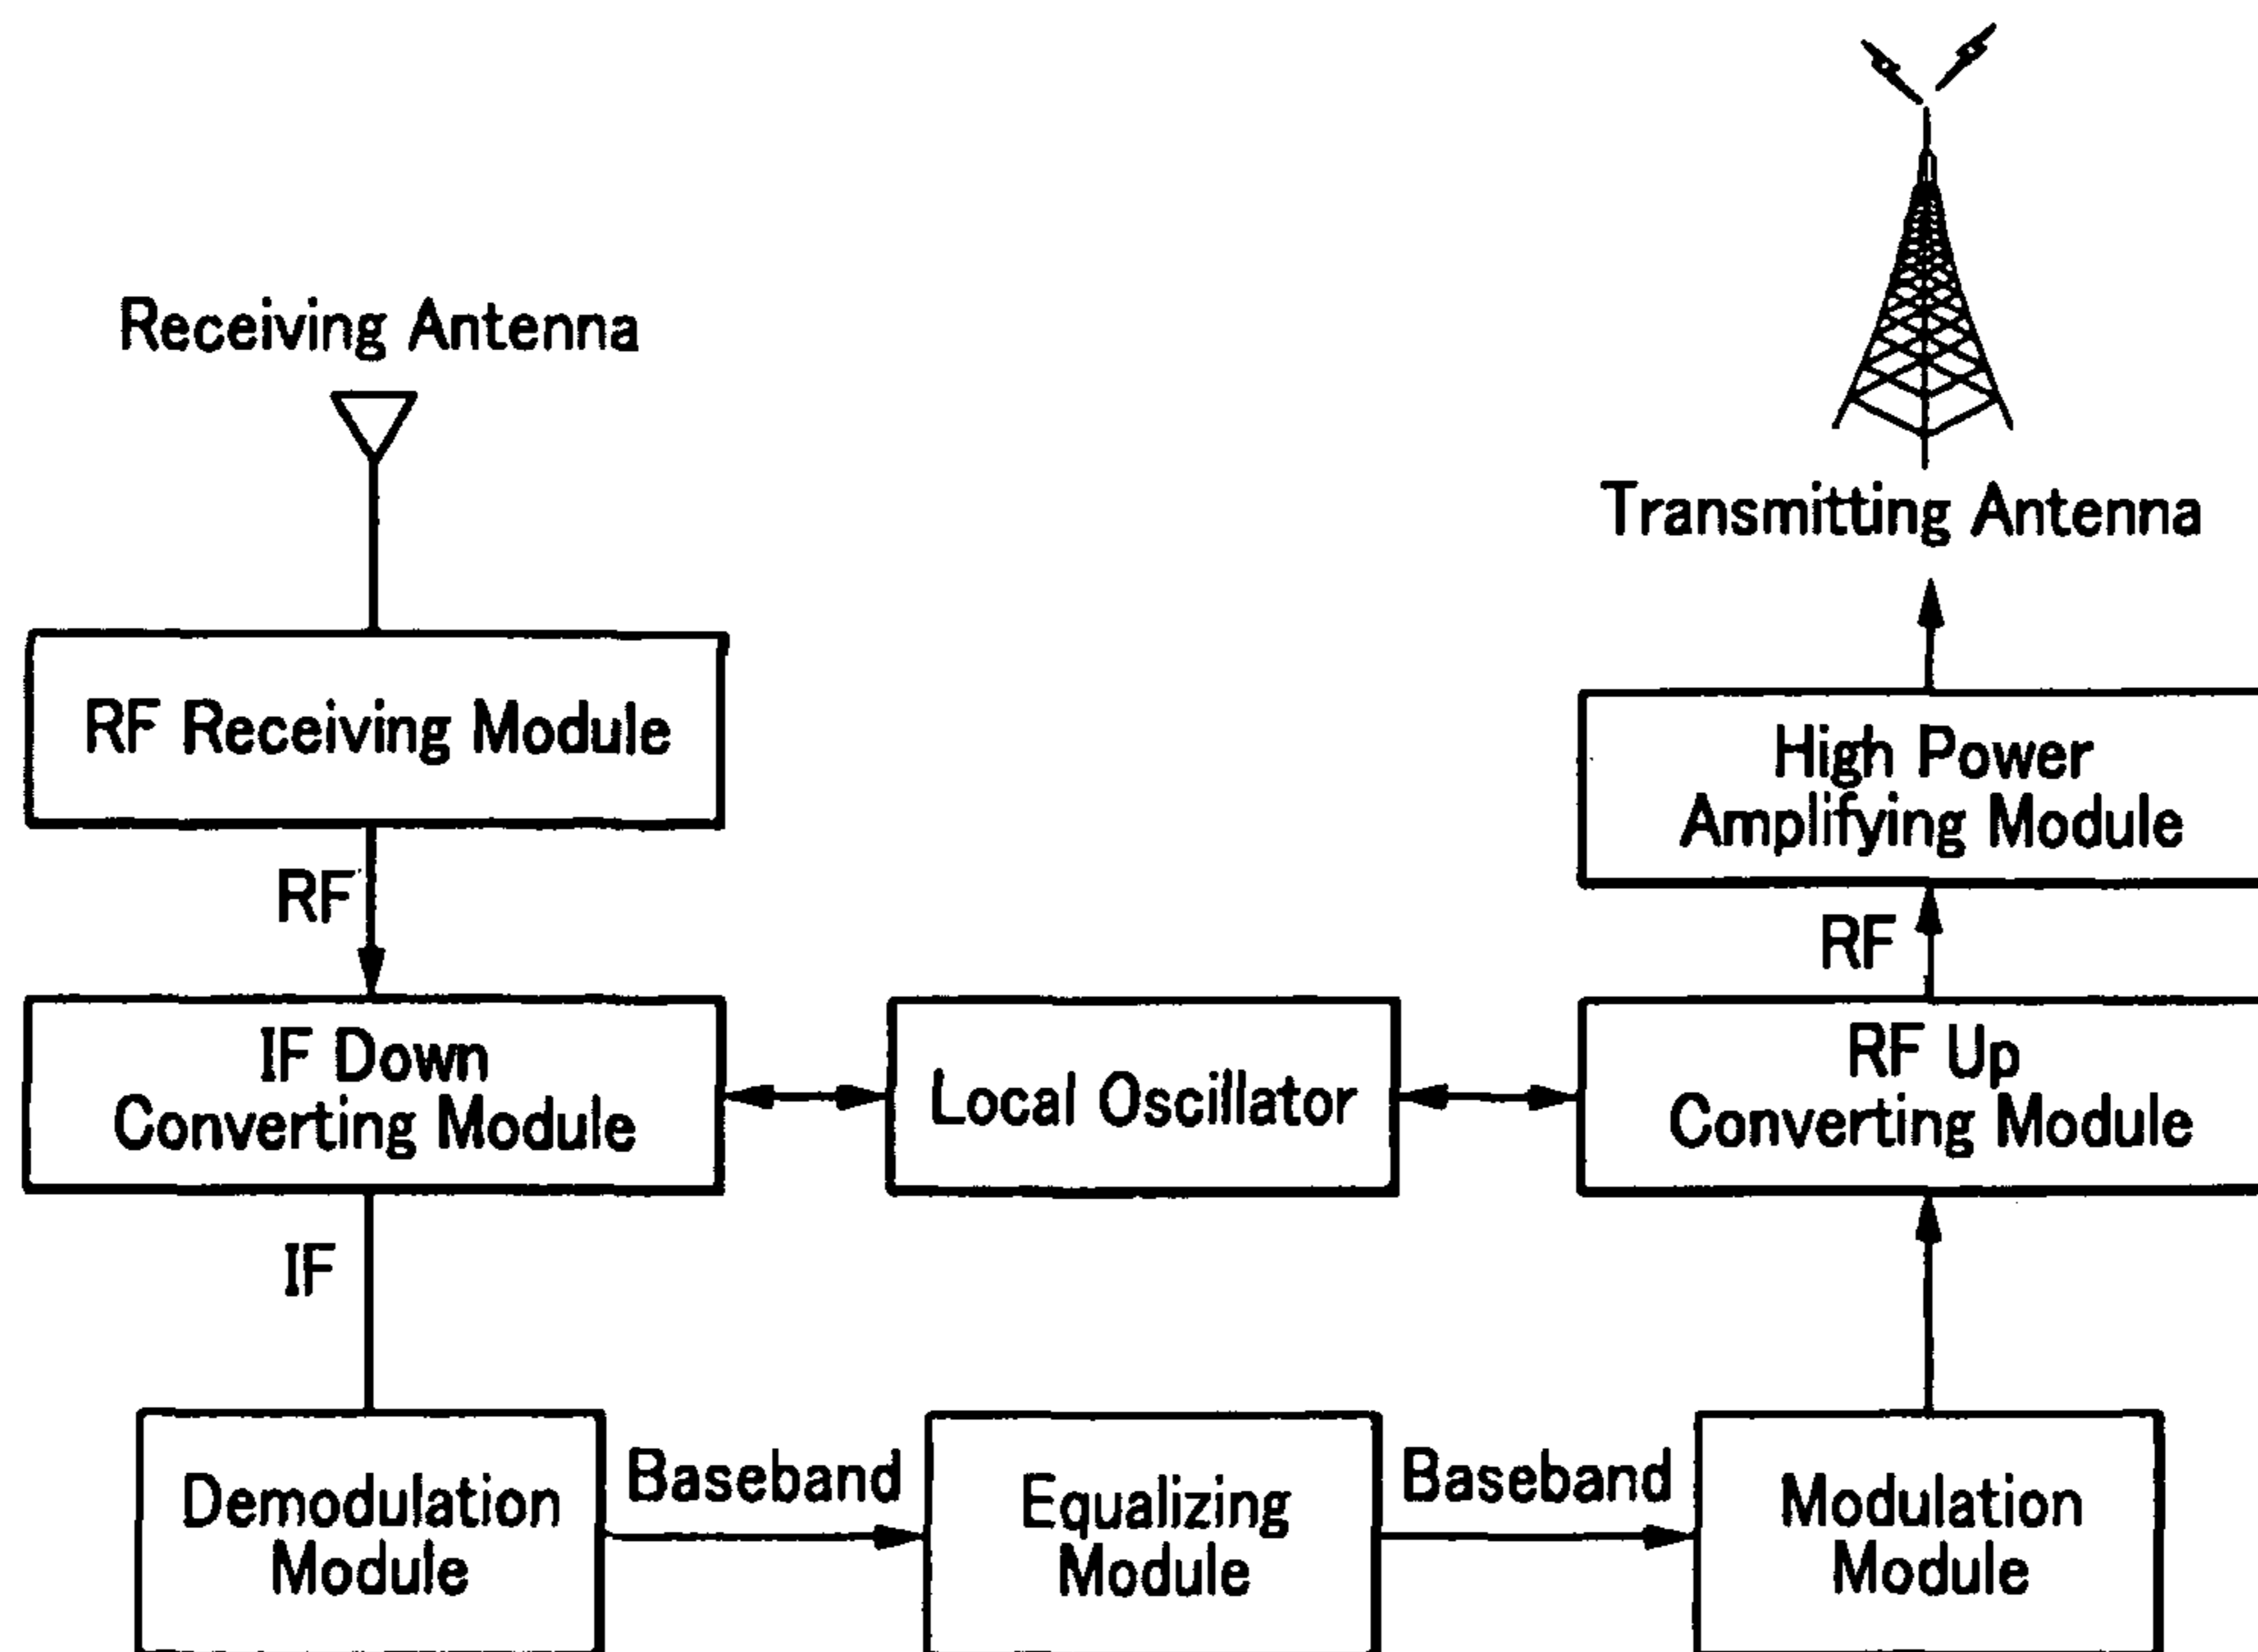 Receiving Antenna
Transmitting Antenna
RF Receiving Module
High Power
Amplifying Module
RF
RF
IF Down
Converting Module
Local Oscillator
RF Up
Converting Module
IF
Demodulation
Module
Baseband
Equalizing
Module
Baseband
Modulation
Module